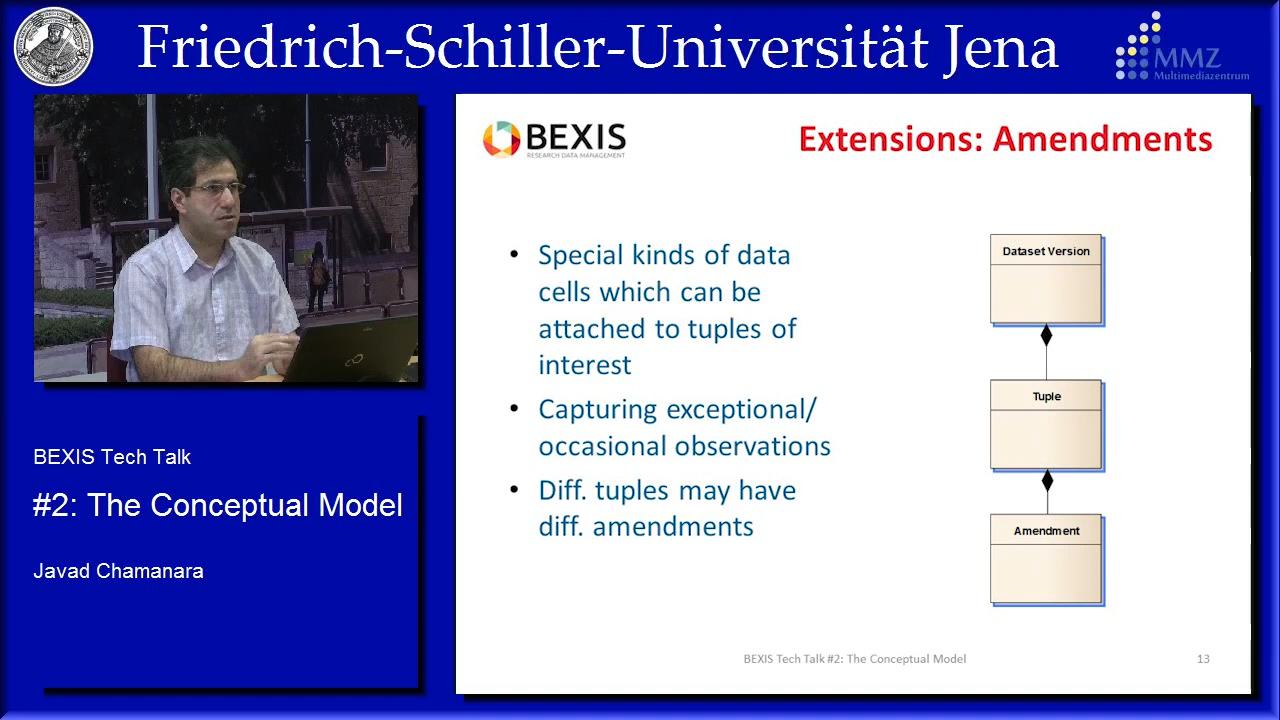 Friedrich-Schiller-Universität Jena
MMZ
Multimediazentrum
BEXIS Tech Talk
#2: The Conceptual Model
Javad Chamanara
BEXIS
RESEARCH DATA MANAGEMENT
Extensions: Amendments
• Special kinds of data
cells which can be
attached to tuples of
interest
• Capturing exceptional/
occasional observations
• Diff. tuples may have
diff. amendments
Dataset Version
Tuple
Amendment
BEXIS Tech Talk #2: The Conceptual Model
13